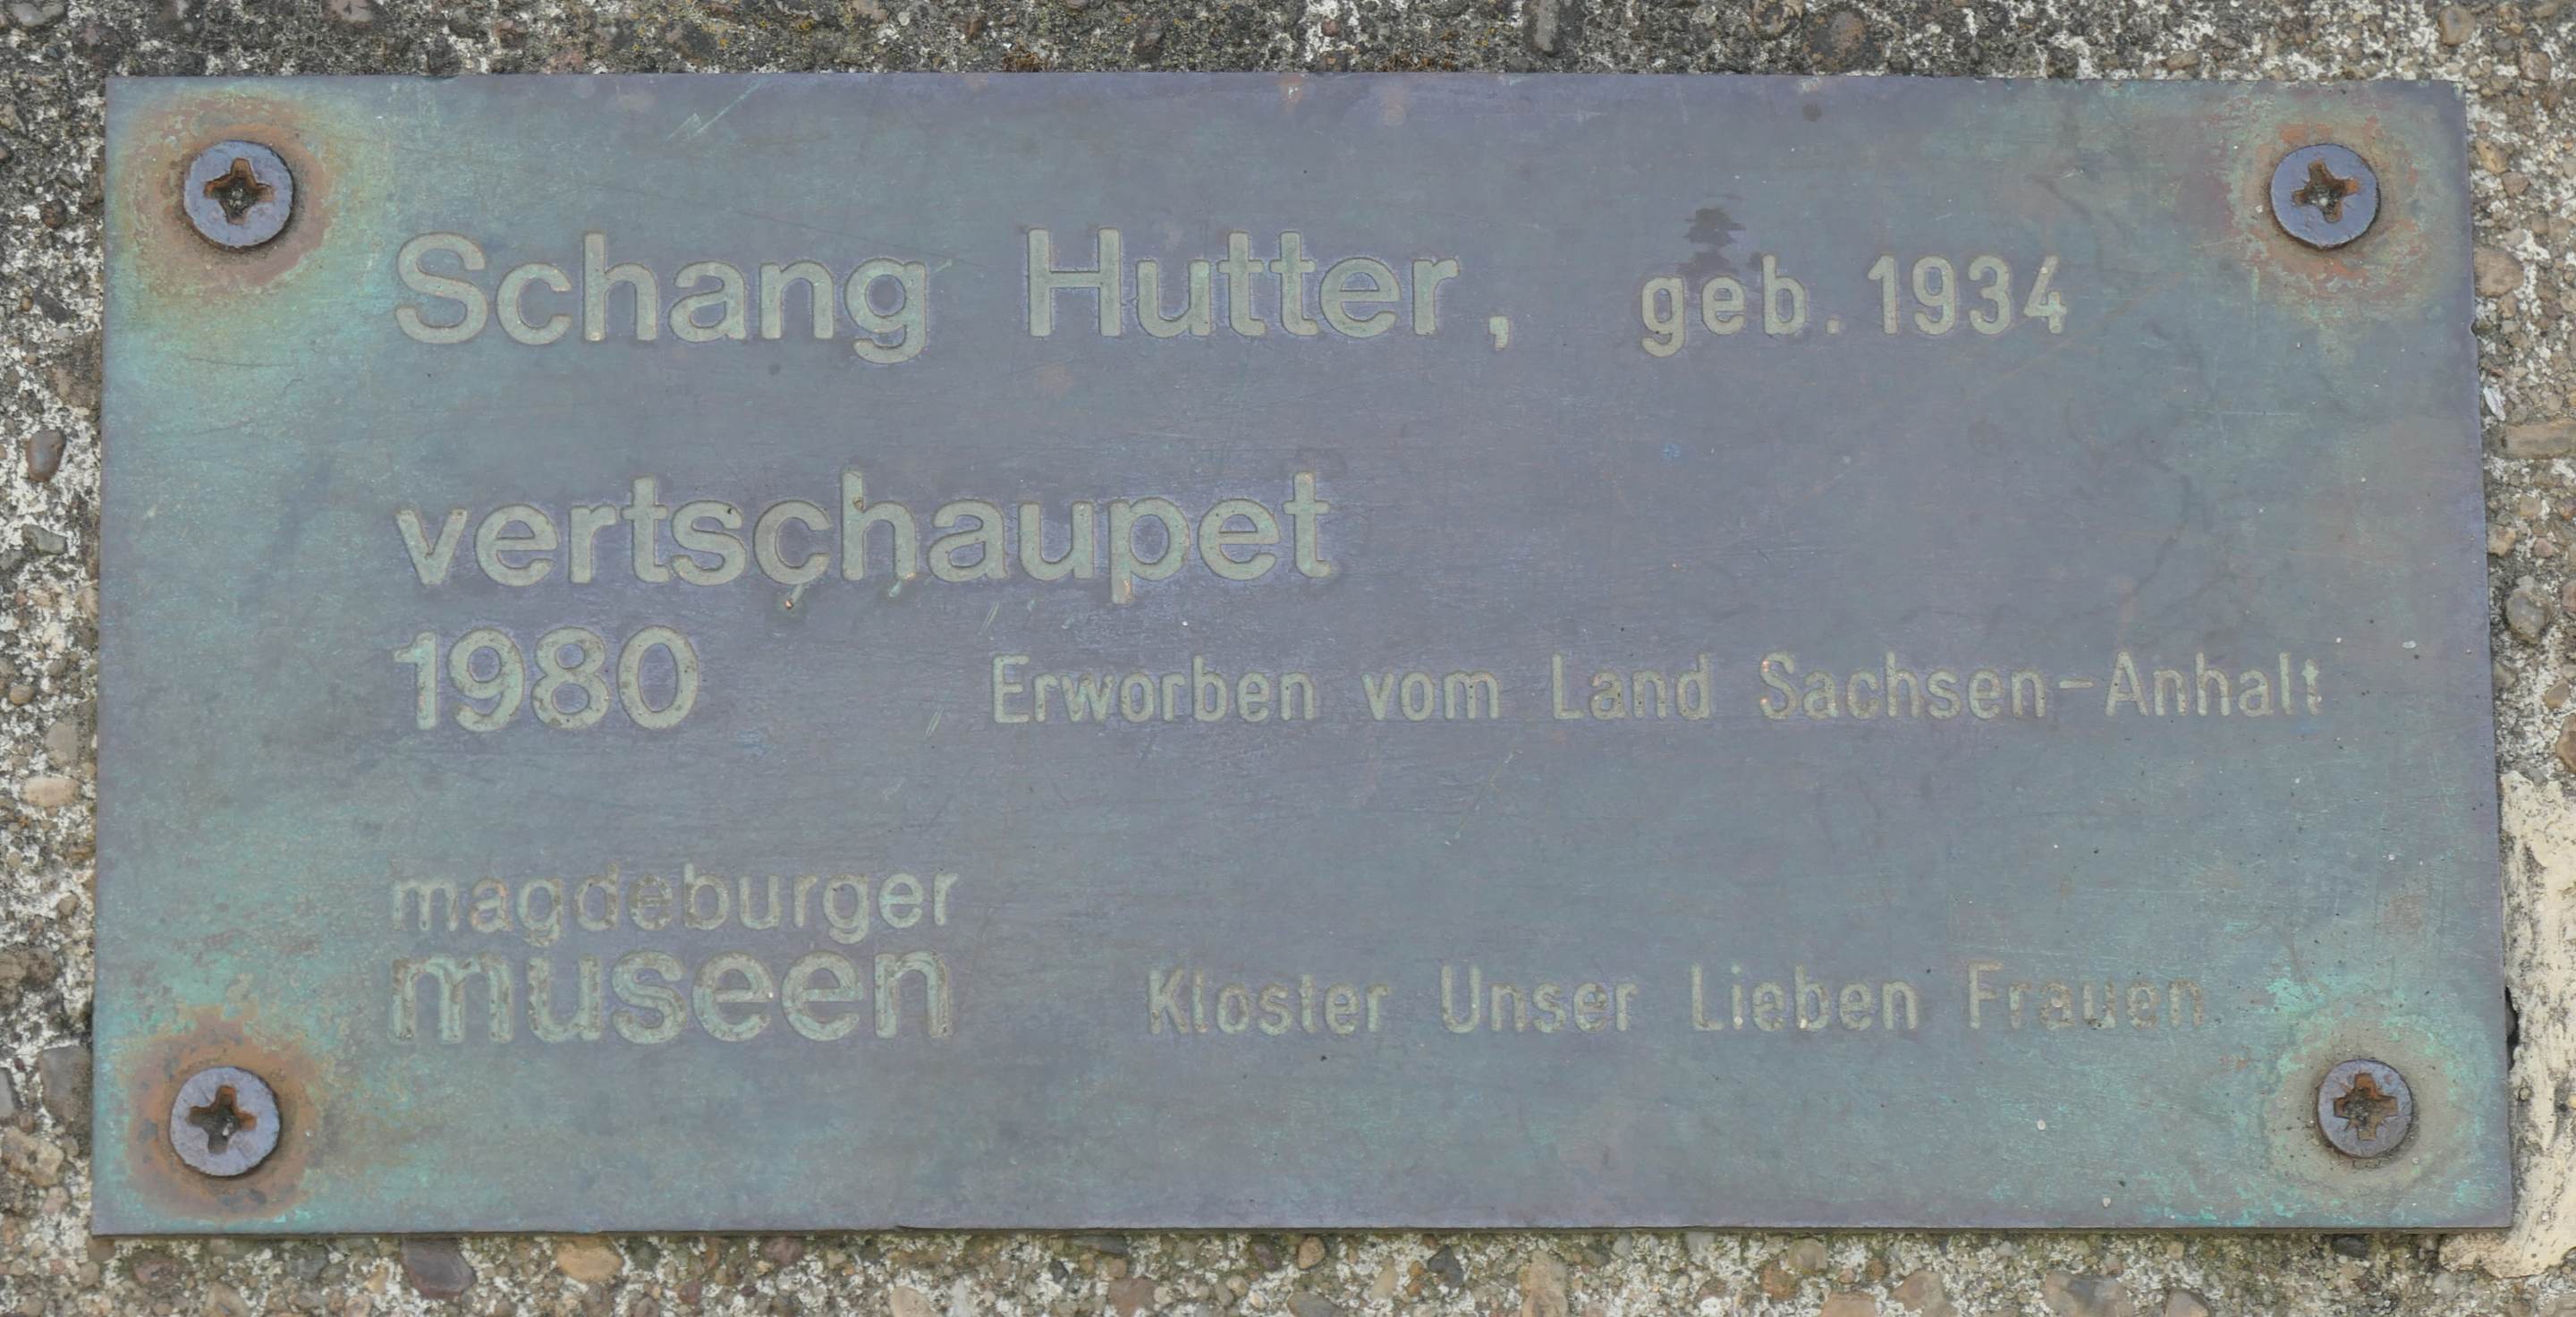 Schang Hutter, geb. 1934
vertschaupet
1980 Erworben vom Land Sachsen-Anhalt
magdeburger
museen Kloster Unser Lieben Frauen